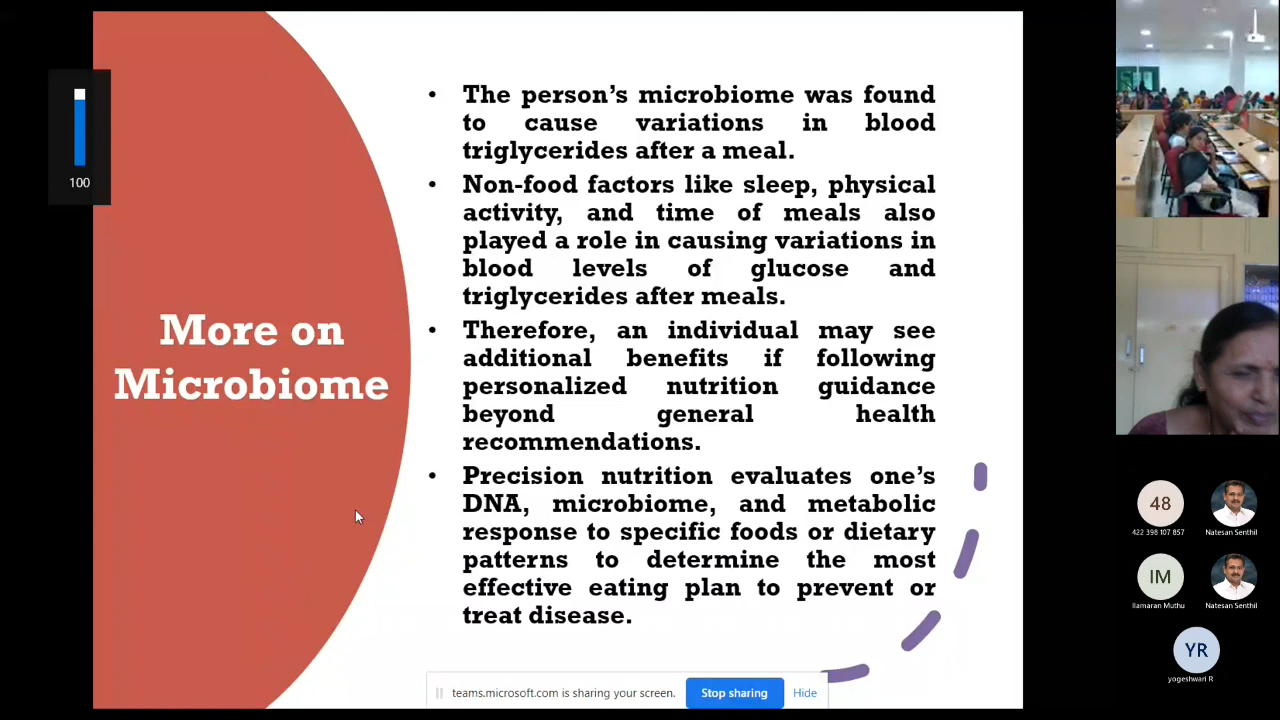 100
More on
Microbiome
• The person's microbiome was found
to cause variations in blood
triglycerides after a meal.
• Non-food factors like sleep, physical
activity, and time of meals also
played a role in causing variations in
blood levels of glucose and
triglycerides after meals.
• Therefore, an individual may see
additional benefits if following
personalized nutrition guidance
beyond general health
recommendations.
• Precision nutrition evaluates one's
DNA, microbiome, and metabolic
response to specific foods or dietary
patterns to determine the most
effective eating plan to prevent or
treat disease.
teams.microsoft.com is sharing your screen. Stop sharing Hide
48
422 398 107 857
Natesan Senthil
IM
Ilamaran Muthu
Natesan Senthil
YR
yogeshwari R